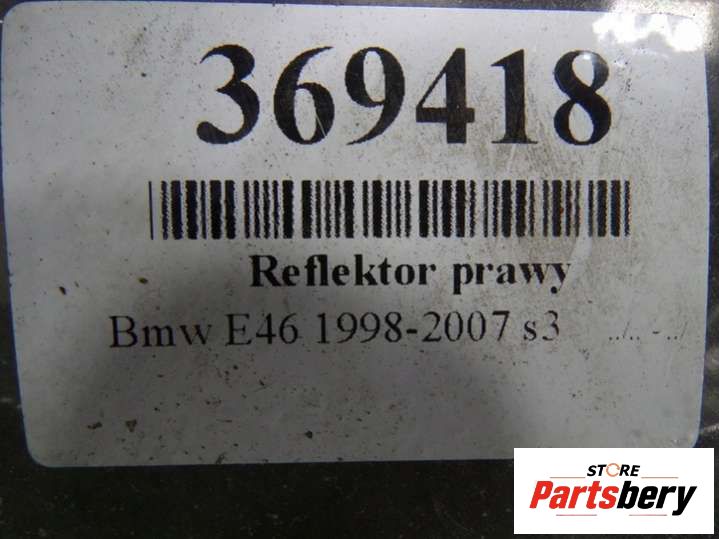 369418
Reflektor prawy
Bmw E46 1998-2007 s3 ../.. - ../
STORE
Partsbery